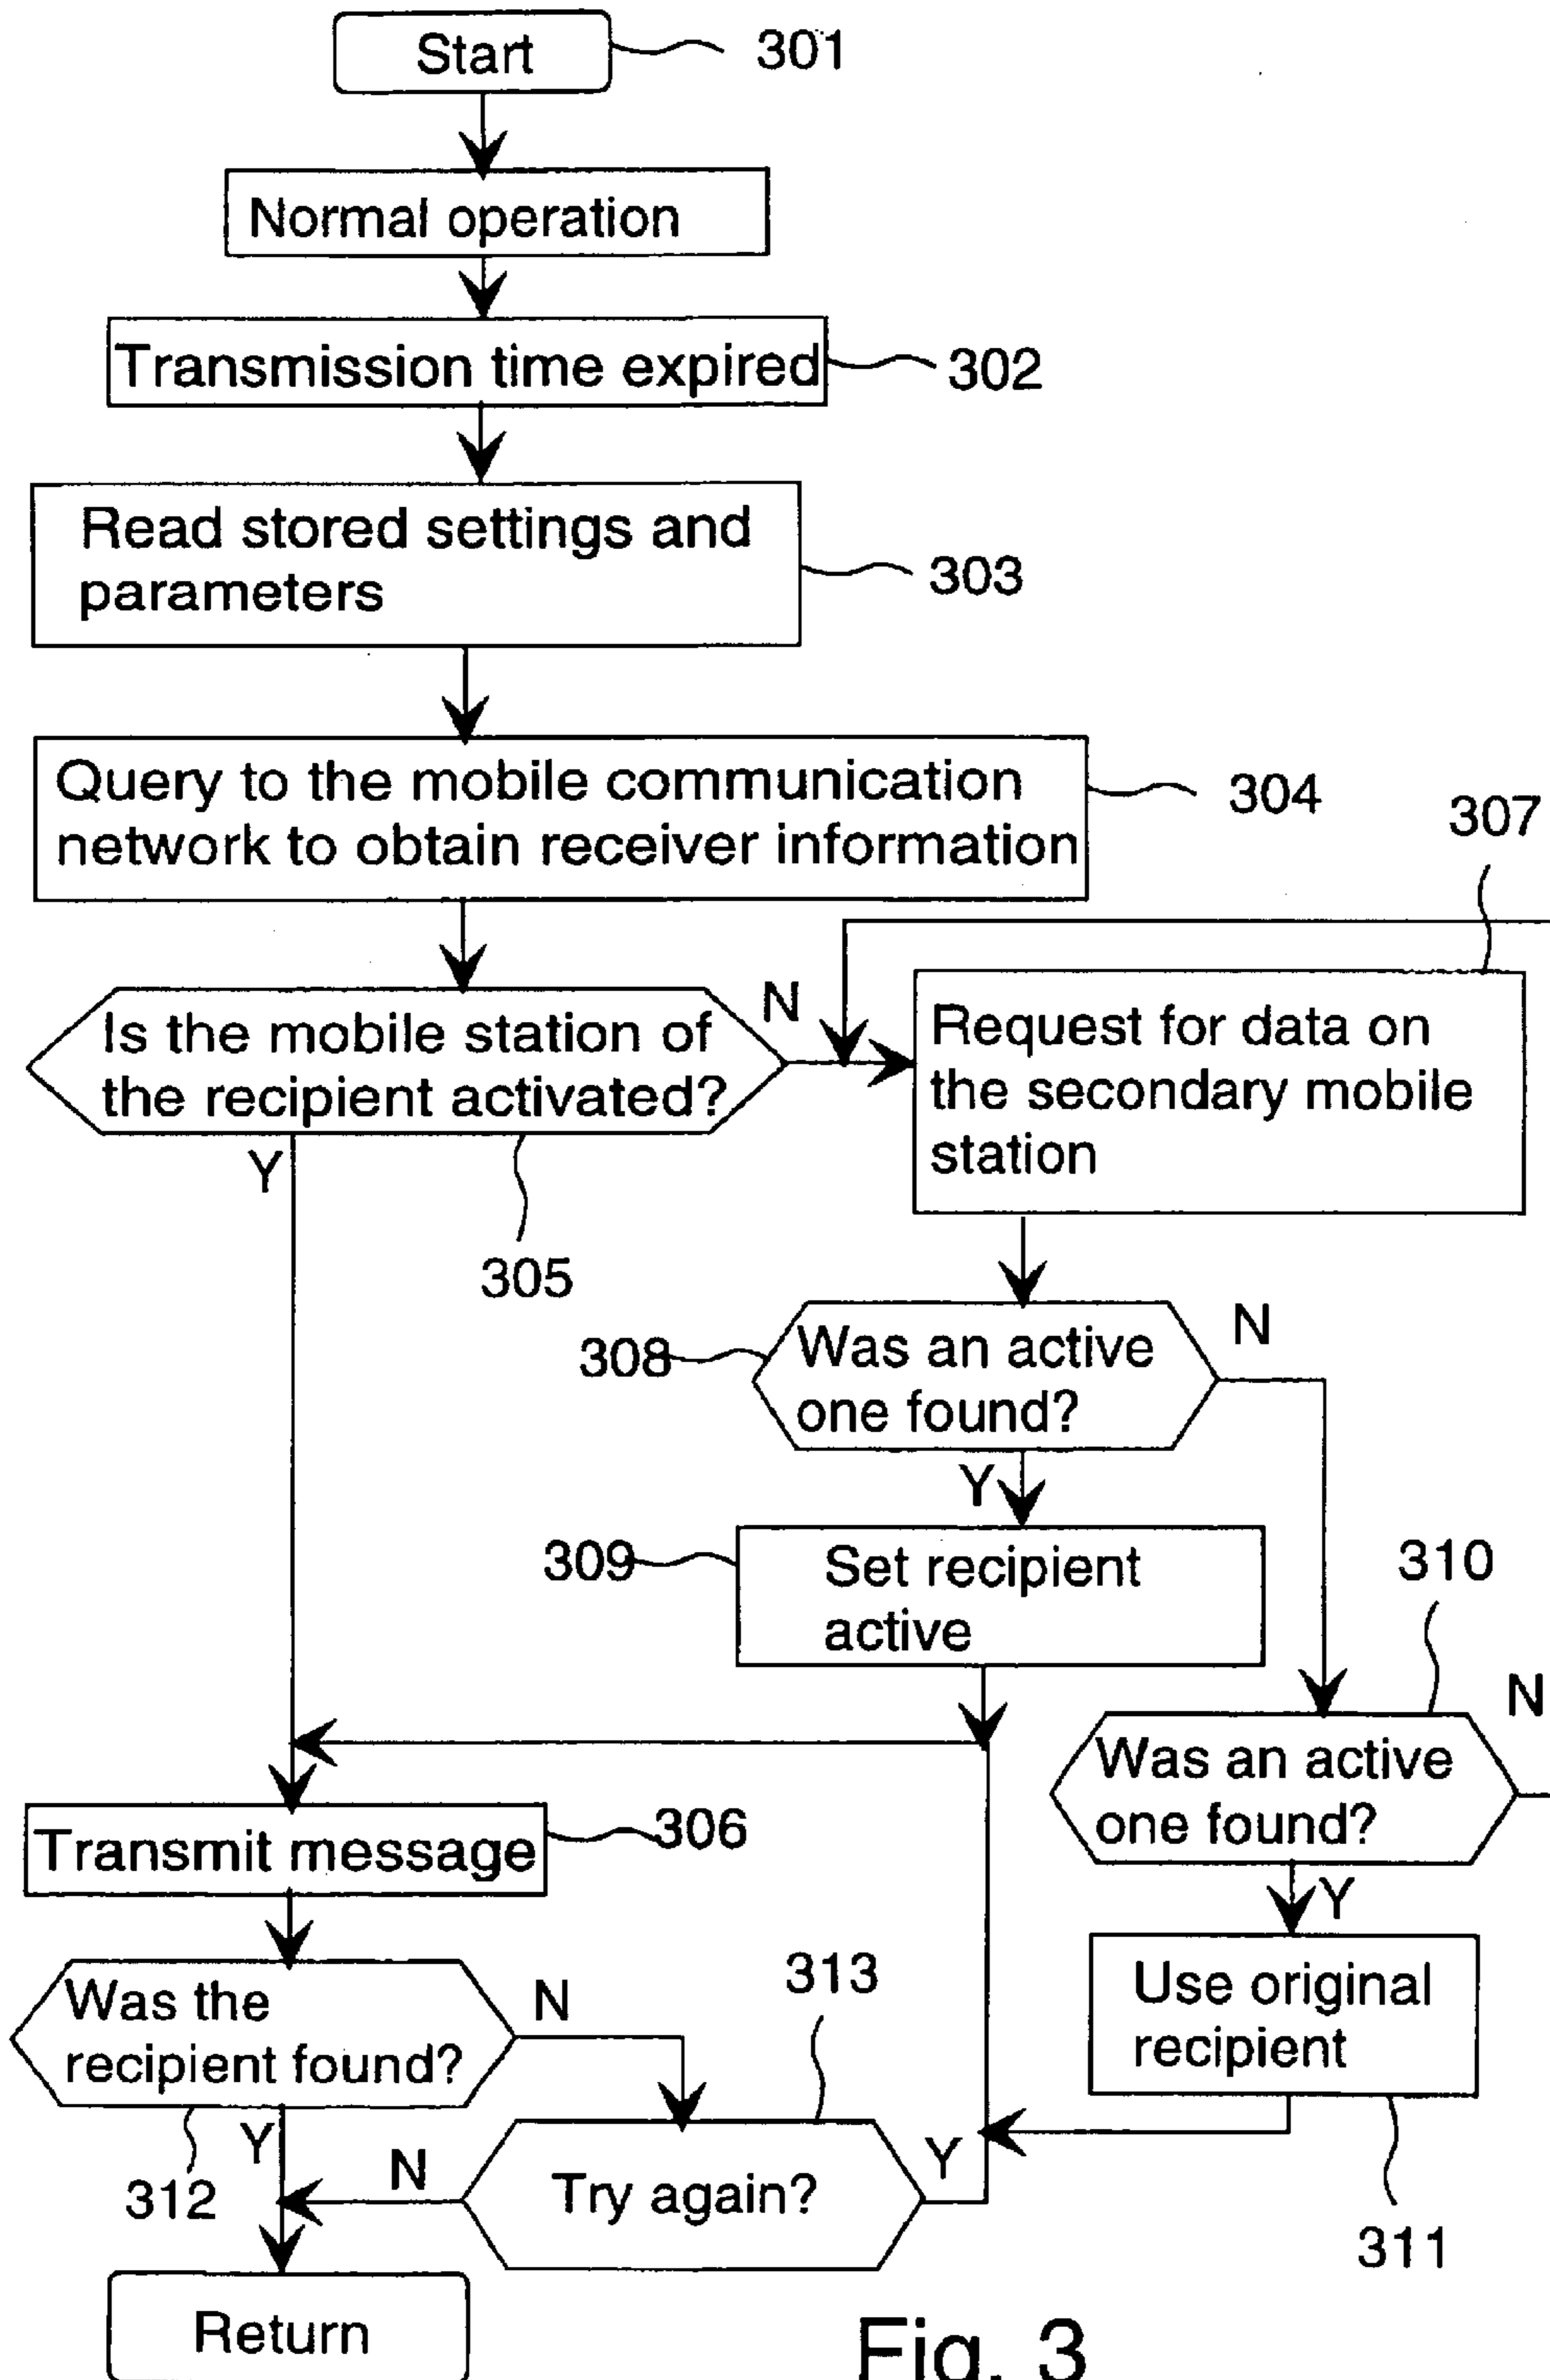 Start
301
Normal operation
Transmission time expired
302
Read stored settings and
parameters
303
Query to the mobile communication
network to obtain receiver information
304
307
Is the mobile station of
the recipient activated?
N
Y
305
Request for data on
the secondary mobile
station
308
Was an active
one found?
N
Y
309
Set recipient
active
310
N
Was an active
one found?
Y
Transmit message
306
Use original
recipient
311
Was the
recipient found?
N
313
312
Y
N
Try again?
Y
Return
Fig. 3